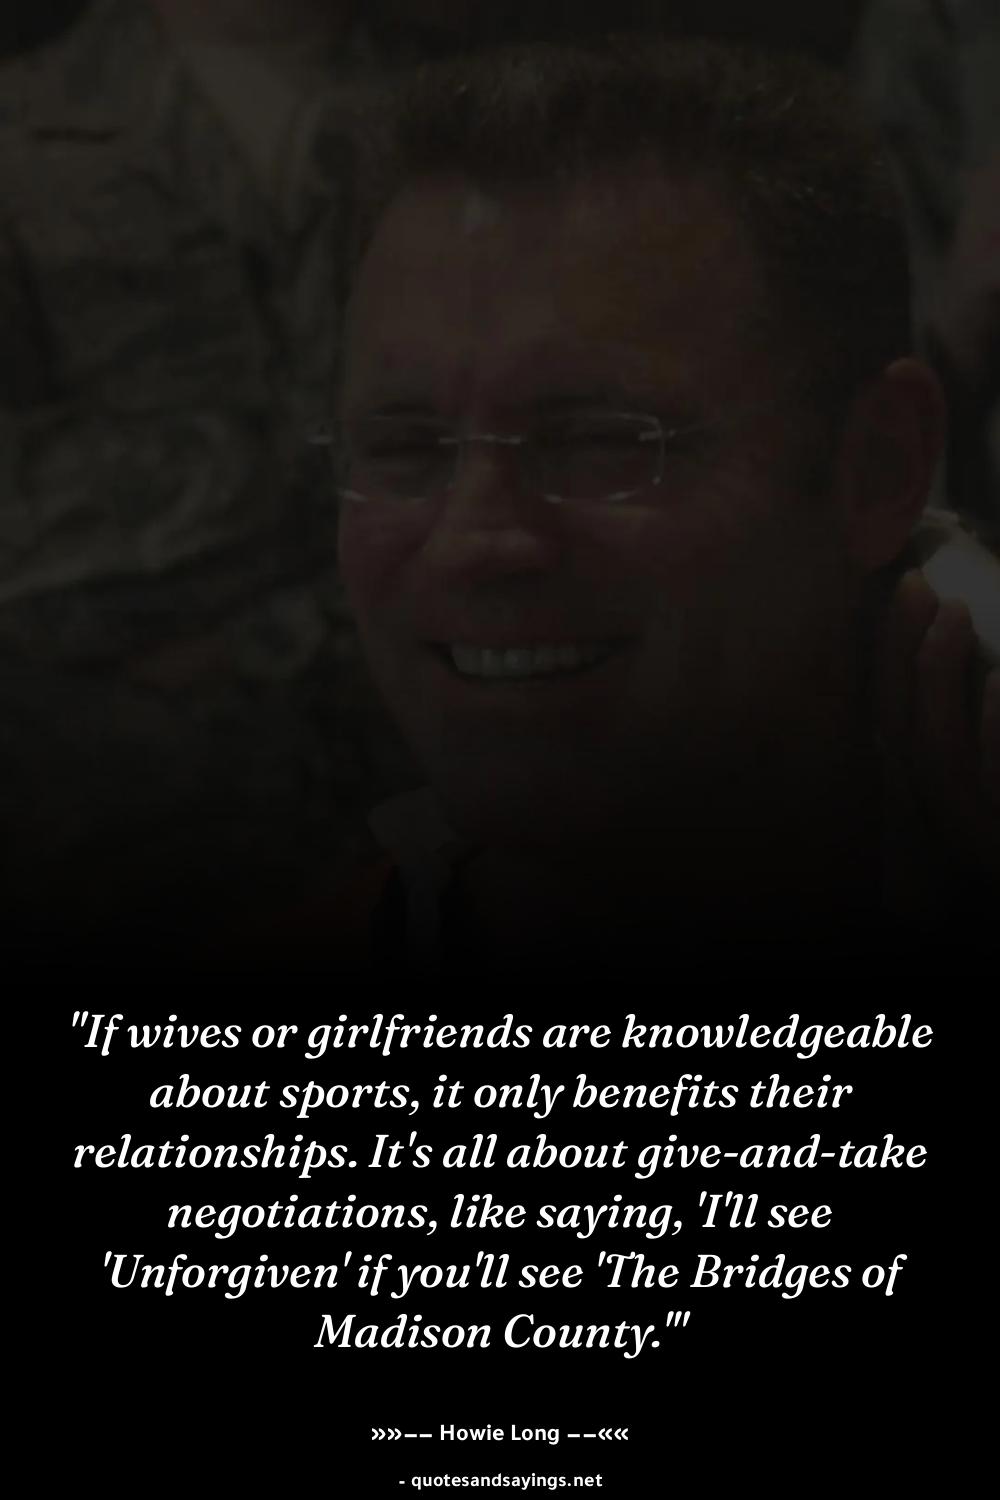 "If wives or girlfriends are knowledgeable
about sports, it only benefits their
relationships. It's all about give-and-take
negotiations, like saying, 'I'll see
'Unforgiven' if you'll see 'The Bridges of
Madison County.'"
»»−− Howie Long −−««
- quotesandsayings.net